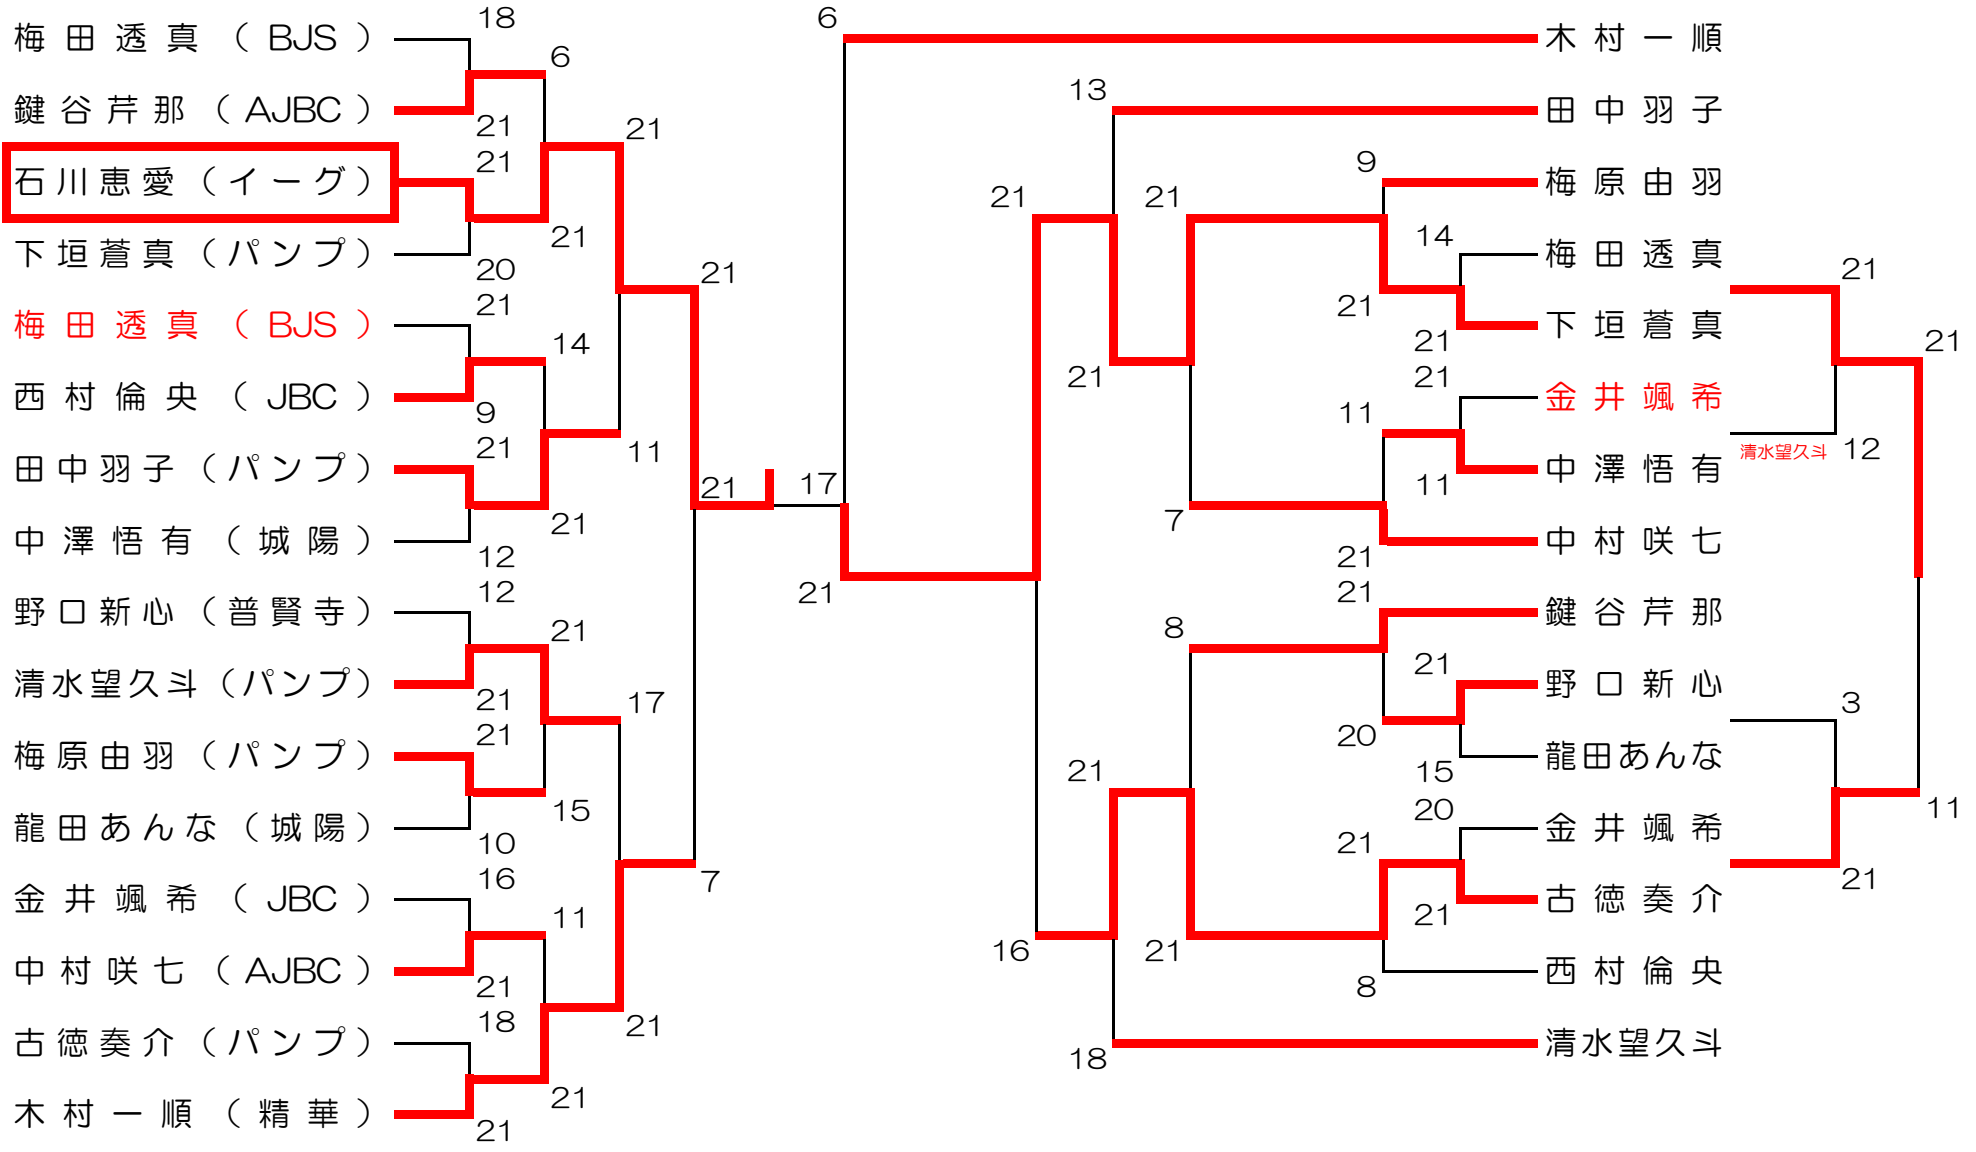 梅田透真（BJS）
鍵谷芹那（AJBC）
石川恵愛（イーグ）
下垣蒼真（パンプ）
梅田透真（BJS）
西村倫央（JBC）
田中羽子（パンプ）
中澤悟有（城陽）
野口新心（普賢寺）
清水望久斗（パンプ）
梅原由羽（パンプ）
龍田あんな（城陽）
金井颯希（JBC）
中村咲七（AJBC）
古徳奏介（パンプ）
木村一順（精華）
18
21
21
20
21
9
21
12
12
21
21
10
16
21
18
21
6
21
14
21
21
15
11
21
21
11
17
21
21
7
21
17
6
21
21
16
13
21
21
18
21
7
8
21
9
21
11
21
21
20
21
8
14
21
21
11
21
15
20
21
木村一順
田中羽子
梅原由羽
梅田透真
下垣蒼真
金井颯希
中澤悟有
中村咲七
鍵谷芹那
野口新心
龍田あんな
金井颯希
古徳奏介
西村倫央
清水望久斗
清水望久斗
21
12
3
21
21
11